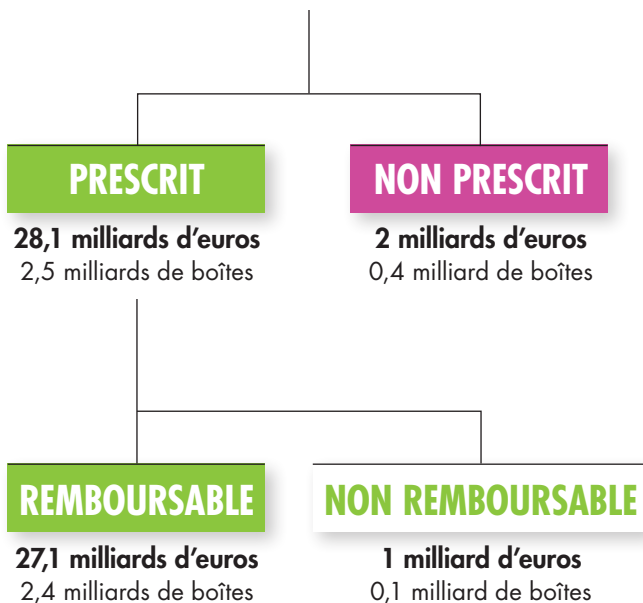 PRESCRIT
28,1 milliards d’euros
2,5 milliards de boîtes
NON PRESCRIT
2 milliards d’euros
0,4 milliard de boîtes
REMBOURSABLE
27,1 milliards d’euros
2,4 milliards de boîtes
NON REMBOURSABLE
1 milliard d’euros
0,1 milliard de boîtes